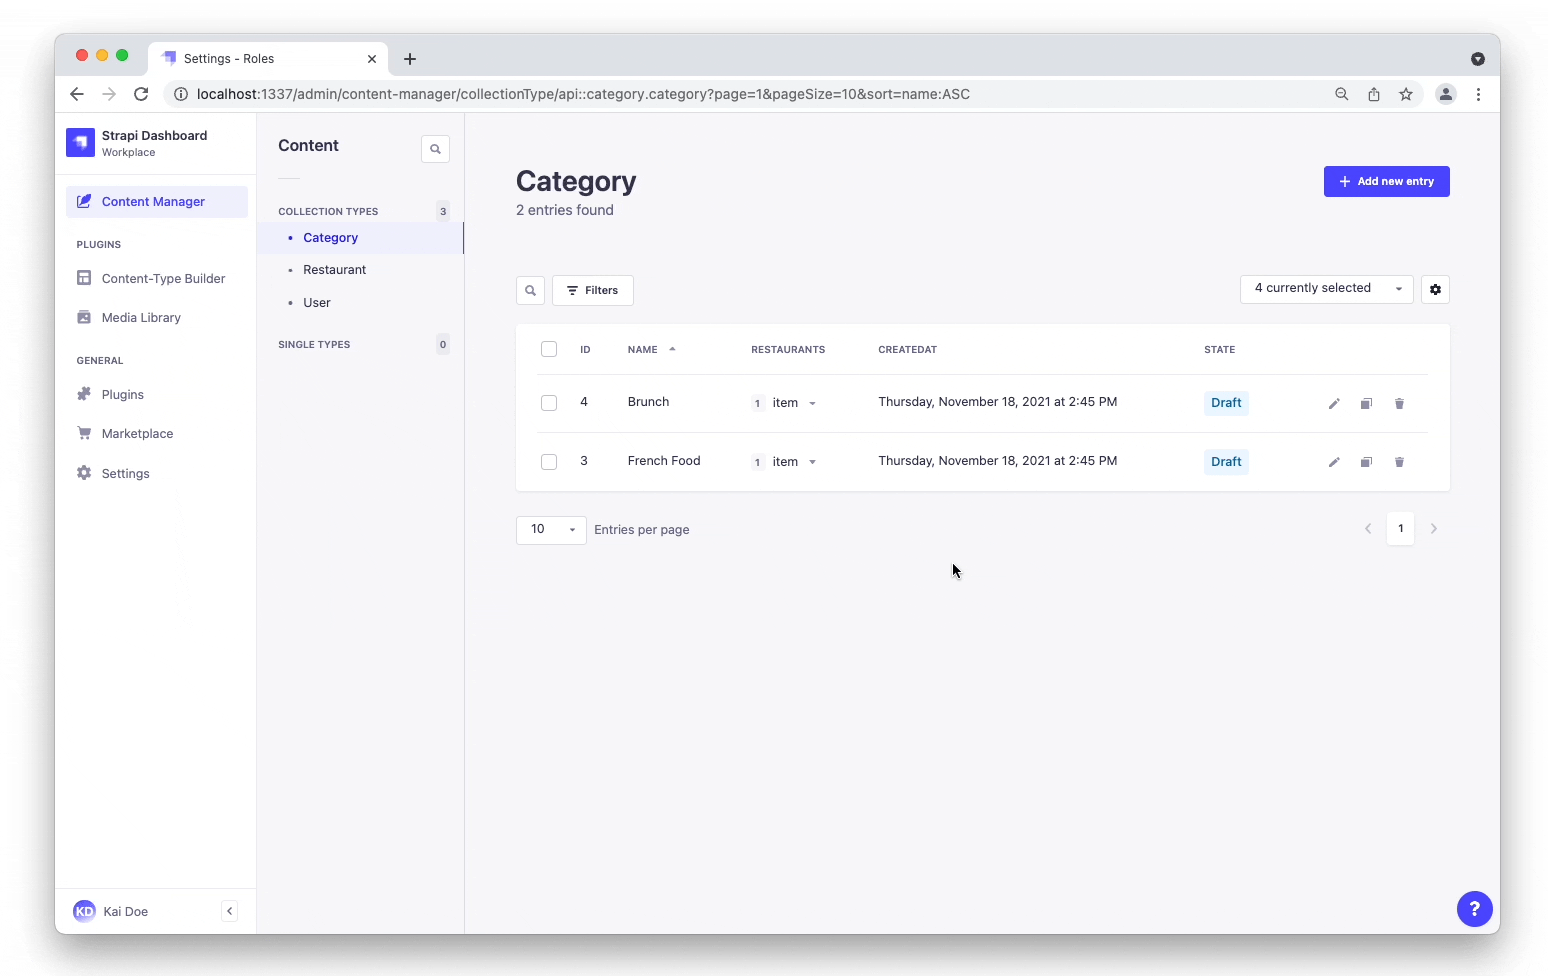 Settings - Roles
localhost:1337/admin/content-manager/collectionType/api::category.category?page=1&pageSize=10&sort=name:ASC
Strapi Dashboard
Workplace
Content Manager
PLUGINS
Content-Type Builder
Media Library
GENERAL
Plugins
Marketplace
Settings
KD Kai Doe
Content
COLLECTION TYPES 3
Category
Restaurant
User
SINGLE TYPES 0
Category
2 entries found
Add new entry
Filters
4 currently selected
ID NAME RESTAURANTS CREATEDAT STATE
4 Brunch 1 item Thursday, November 18, 2021 at 2:45 PM Draft
3 French Food 1 item Thursday, November 18, 2021 at 2:45 PM Draft
10 Entries per page
1
?